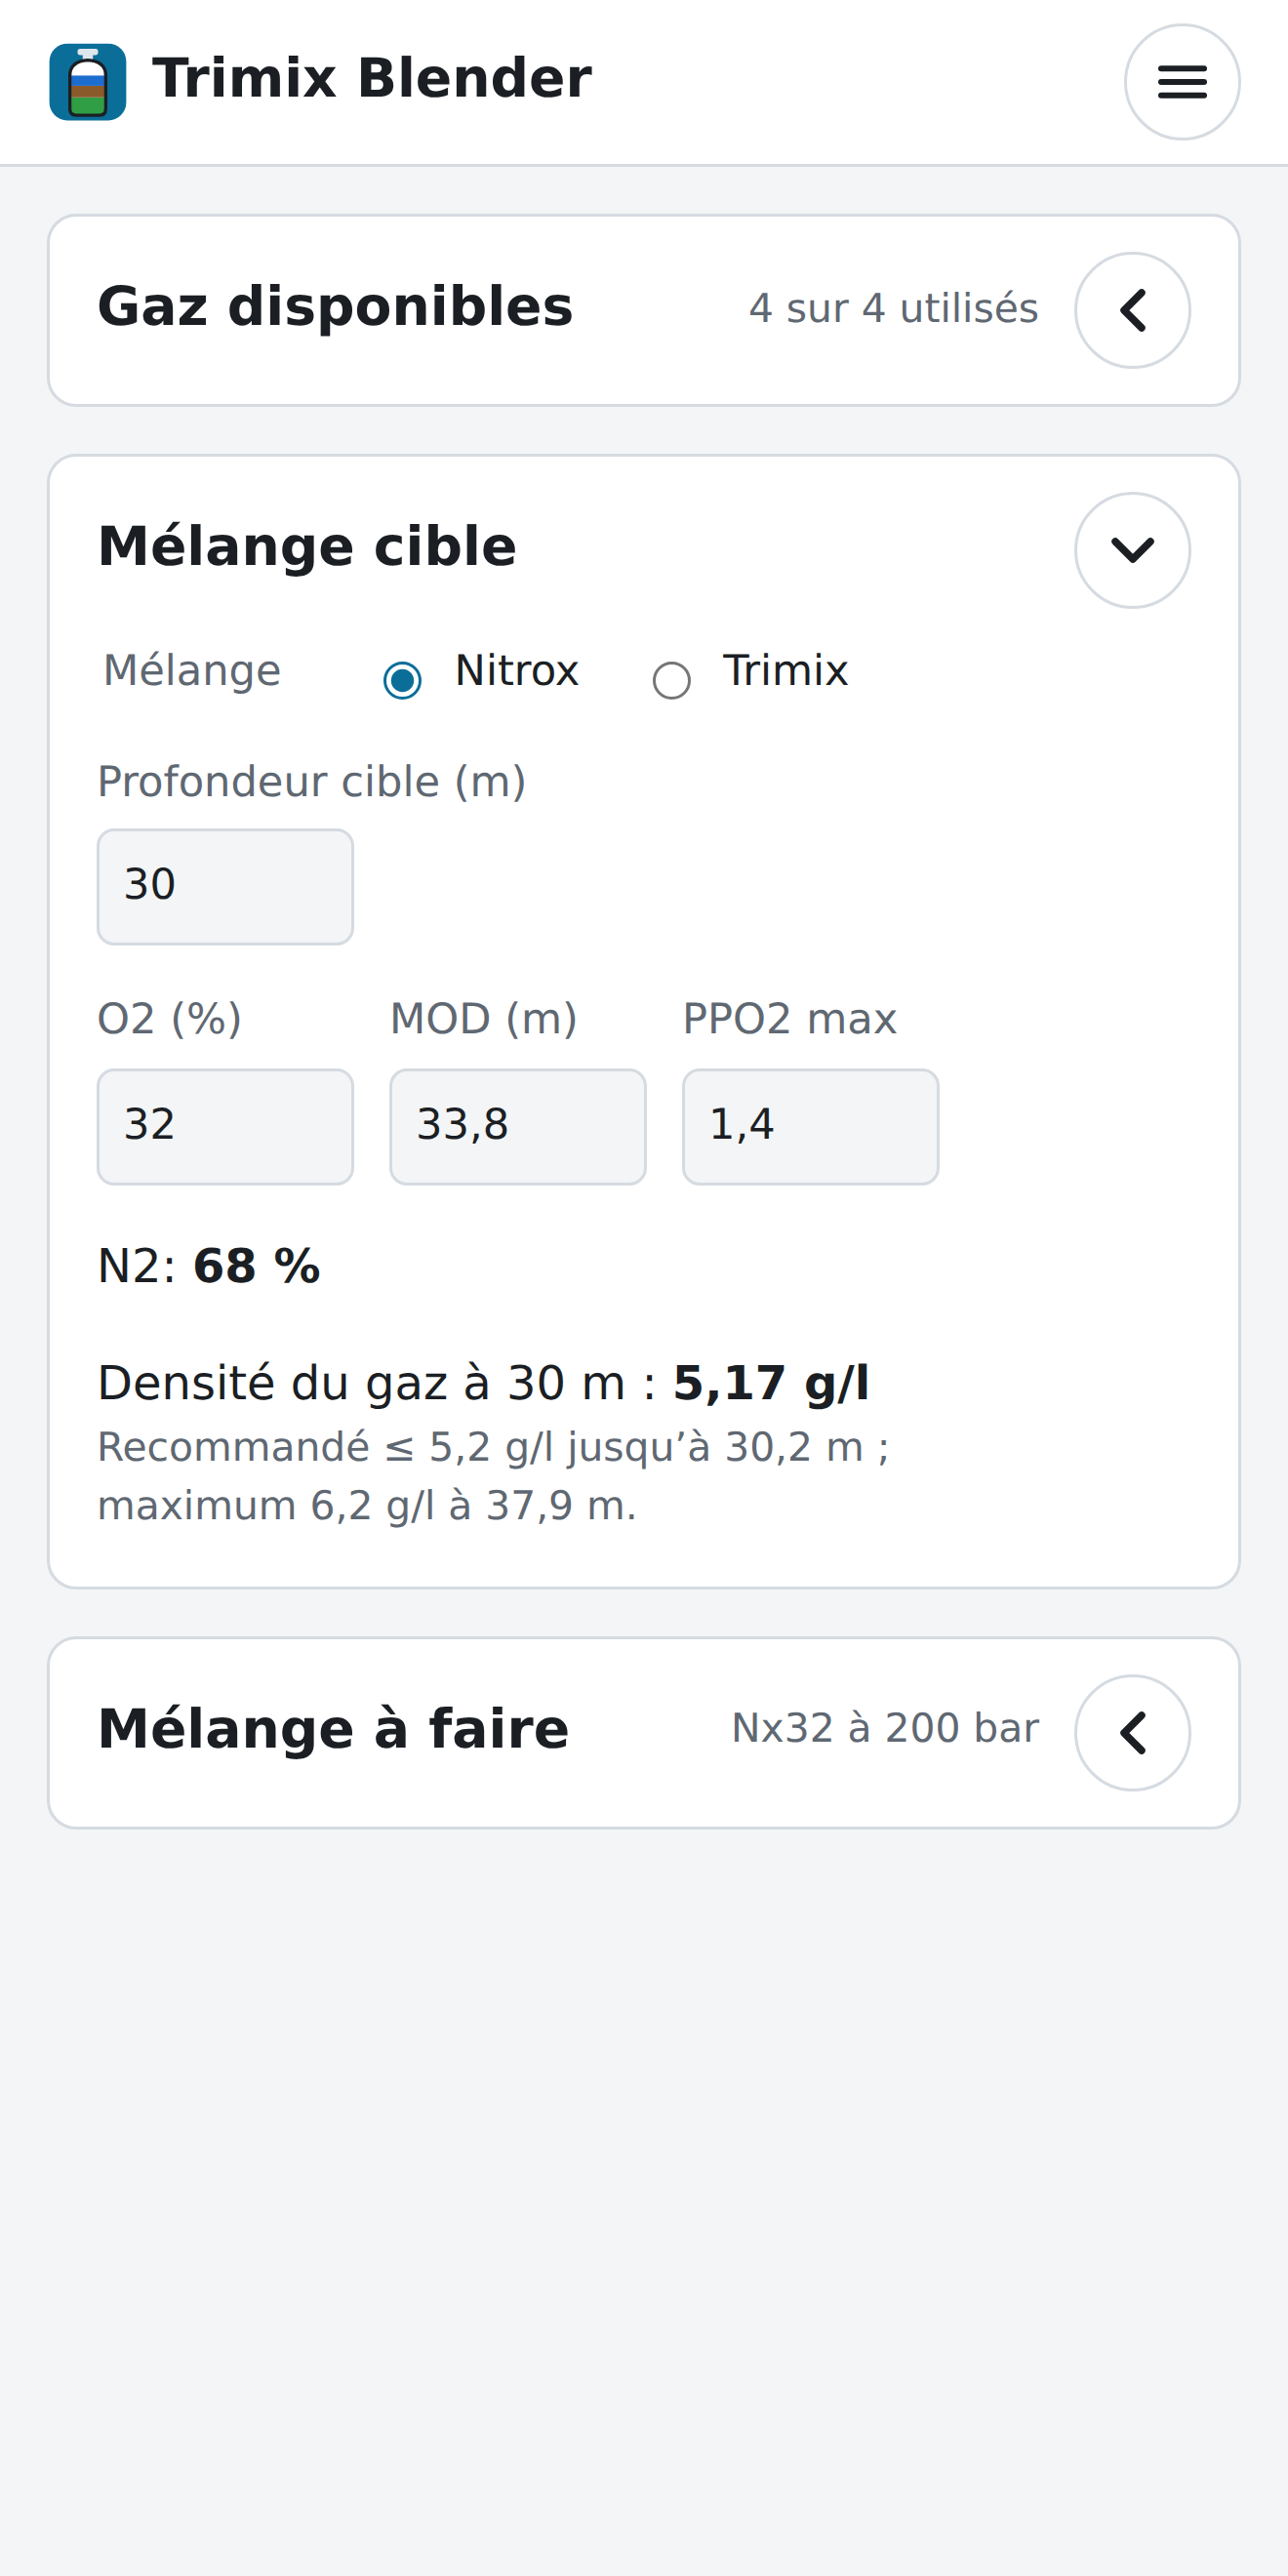 Trimix Blender
Gaz disponibles
4 sur 4 utilisés
Mélange cible
Mélange
Nitrox
Trimix
Profondeur cible (m)
30
O2 (%)
MOD (m)
PPO2 max
32
33,8
1,4
N2: 68 %
Densité du gaz à 30 m : 5,17 g/l
Recommandé ≤ 5,2 g/l jusqu’à 30,2 m ;
maximum 6,2 g/l à 37,9 m.
Mélange à faire
Nx32 à 200 bar